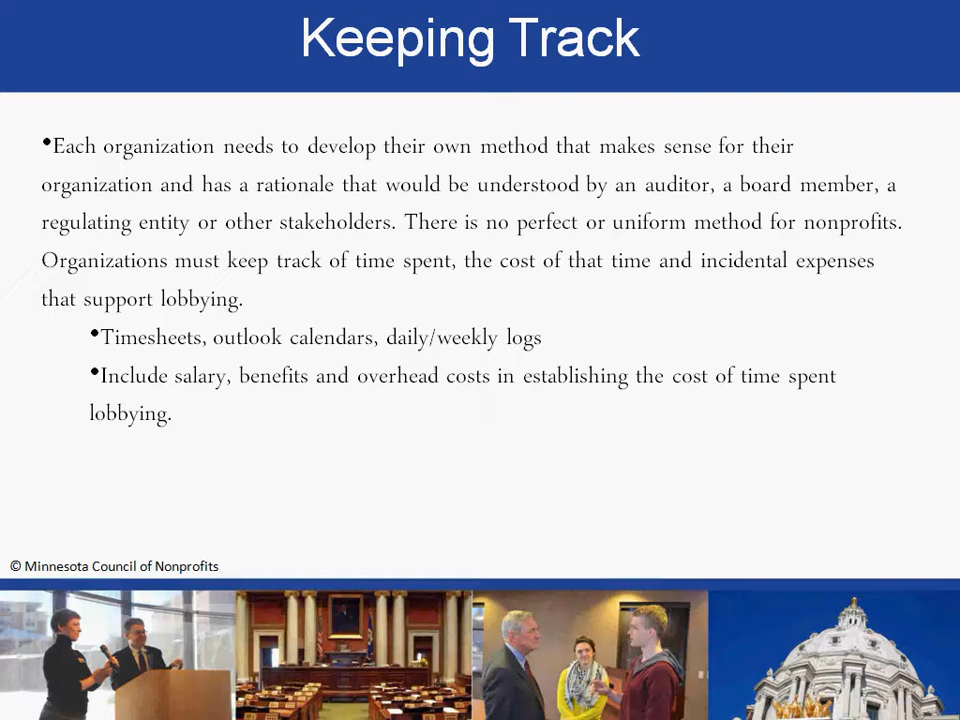 Keeping Track
•Each organization needs to develop their own method that makes sense for their
organization and has a rationale that would be understood by an auditor, a board member, a
regulating entity or other stakeholders. There is no perfect or uniform method for nonprofits.
Organizations must keep track of time spent, the cost of that time and incidental expenses
that support lobbying.
•Timesheets, outlook calendars, daily/weekly logs
•Include salary, benefits and overhead costs in establishing the cost of time spent
lobbying.
© Minnesota Council of Nonprofits